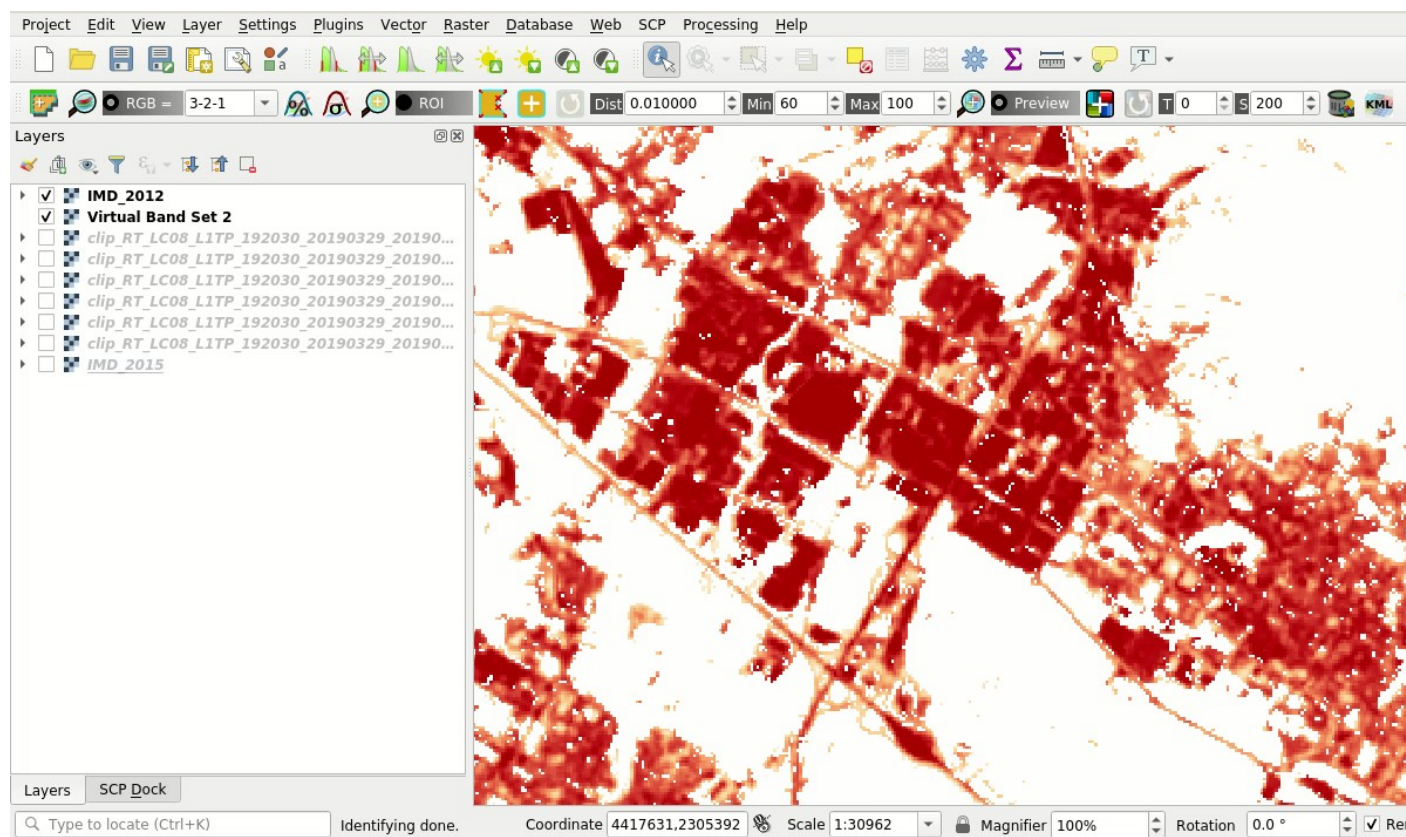 Project Edit View Layer Settings Plugins Vector Raster Database Web SCP Processing Help
a Σ T
RGB = 3-2-1 ROI Dist 0.010000 Min 60 Max 100 Preview T 0 S 200 KML
Layers
IMD_2012
Virtual Band Set 2
clip_RT_LC08_L1TP_192030_20190329_20190...
clip_RT_LC08_L1TP_192030_20190329_20190...
clip_RT_LC08_L1TP_192030_20190329_20190...
clip_RT_LC08_L1TP_192030_20190329_20190...
clip_RT_LC08_L1TP_192030_20190329_20190...
clip_RT_LC08_L1TP_192030_20190329_20190...
IMD_2015
Layers SCP Dock
Type to locate (Ctrl+K) Identifying done. Coordinate 4417631,2305392 Scale 1:30962 Magnifier 100% Rotation 0.0 ° Re